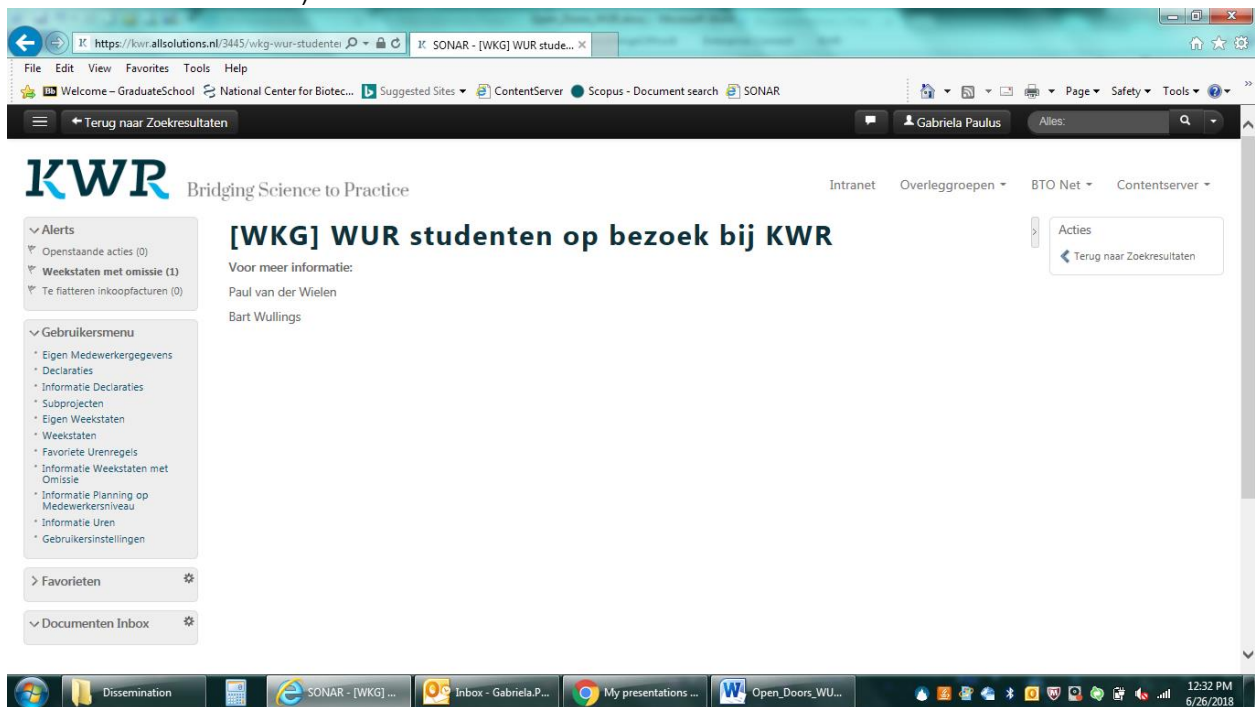 https://kwr.allsolutions.nl/3445/wkg-wur-studenter
SONAR - [WKG] WUR stude...
File Edit View Favorites Tools Help
Welcome – GraduateSchool National Center for Biotec... Suggested Sites ContentServer Scopus - Document search SONAR Page Safety Tools
Terug naar Zoekresultaten Gabriela Paulus Alles:
KWR Bridging Science to Practice
Intranet Overleggroepen BTO Net Contentserver
Alerts
Openstaande acties (0)
Weekstaten met omissie (1)
Te fiatteren inkoopfacturen (0)
Gebruikersmenu
Eigen Medewerkergegevens
Declaraties
Informatie Declaraties
Subprojecten
Eigen Weekstaten
Weekstaten
Favoriete Urenregels
Informatie Weekstaten met
Omissie
Informatie Planning op
Medewerkersniveau
Informatie Uren
Gebruikersinstellingen
Favorieten
Documenten Inbox
[WKG] WUR studenten op bezoek bij KWR
Voor meer informatie:
Paul van der Wielen
Bart Wullings
Acties
Terug naar Zoekresultaten
Dissemination SONAR - [WKG] ... Inbox - Gabriela.P... My presentations ... Open_Doors_WU...
12:32 PM
6/26/2018